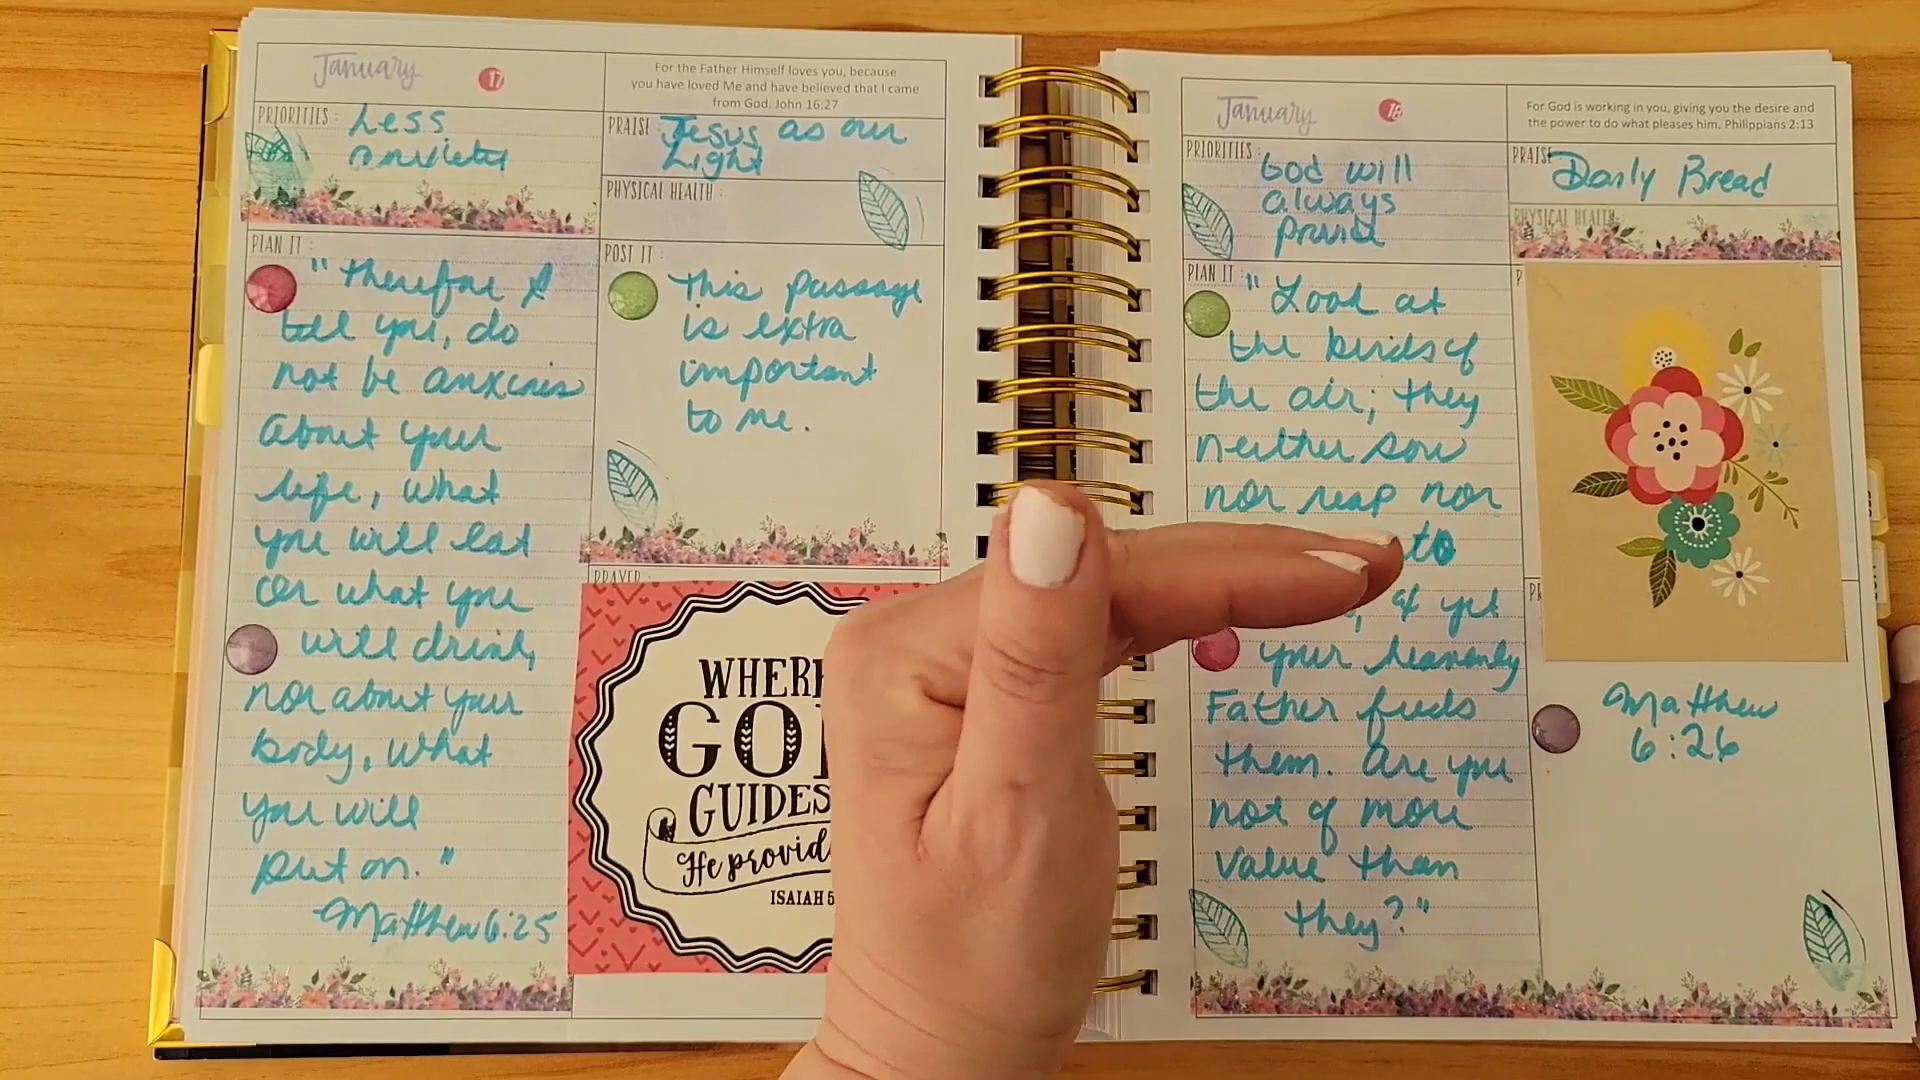 January 17
For the Father Himself loves you, because
you have loved Me and have believed that I came
from God. John 16:27
PRIORITIES :
Less
anxiety
PRAISE :
Jesus as our
Light
PHYSICAL HEALTH :
PLAN IT :
"Therefore I
tell you, do
not be anxious
about your
life, what
you will eat
or what you
will drink,
nor about your
body, what
you will
put on."
Matthew 6:25
POST IT :
This passage
is extra
important
to me.
PRAYER :
WHERE
GOD
GUIDES
He
ISAIAH
January 18
For God is working in you, giving you the desire and
the power to do what pleases him. Philippians 2:13
PRIORITIES :
God will
always
provide
PRAISE
Daily Bread
PHYSICAL HEALTH :
PLAN IT :
"Look at
the birds of
the air; they
neither sow
nor reap nor
to
, & yet
your heavenly
Father feeds
them. Are you
not of more
value than
they?"
Matthew
6:26